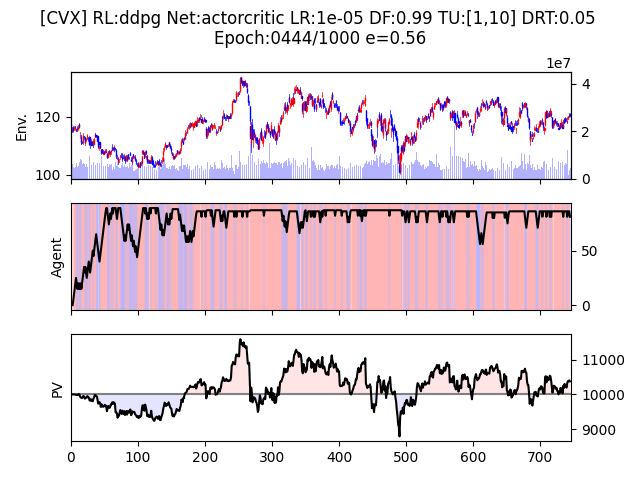 [CVX] RL:ddpg Net:actorcritic LR:1e-05 DF:0.99 TU:[1,10] DRT:0.05
Epoch:0444/1000 e=0.56
1e7
Env.
120
100
4
2
0
Agent
50
0
PV
11000
10000
9000
0 100 200 300 400 500 600 700